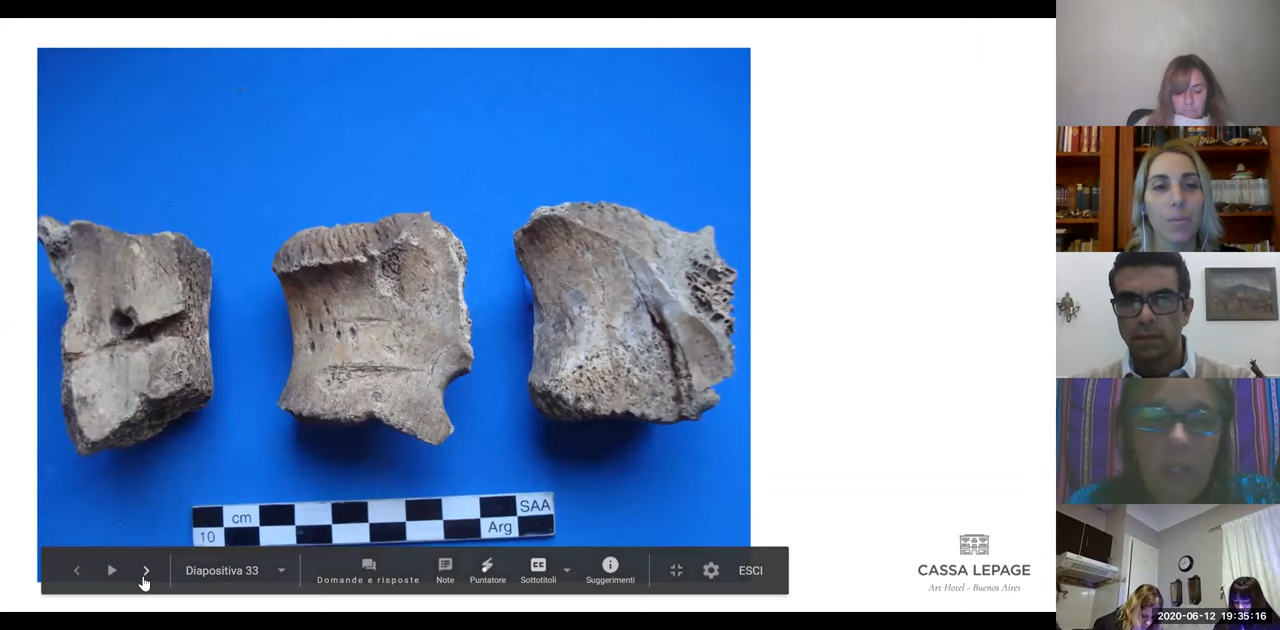 cm
SAA
10
Arg
Diapositiva 33
Domande e risposte
Note
Puntatore
Sottotitoli
Suggerimenti
ESCI
CASSA LEPAGE
Art Hotel - Buenos Aires
2020-06-12 19:35:16